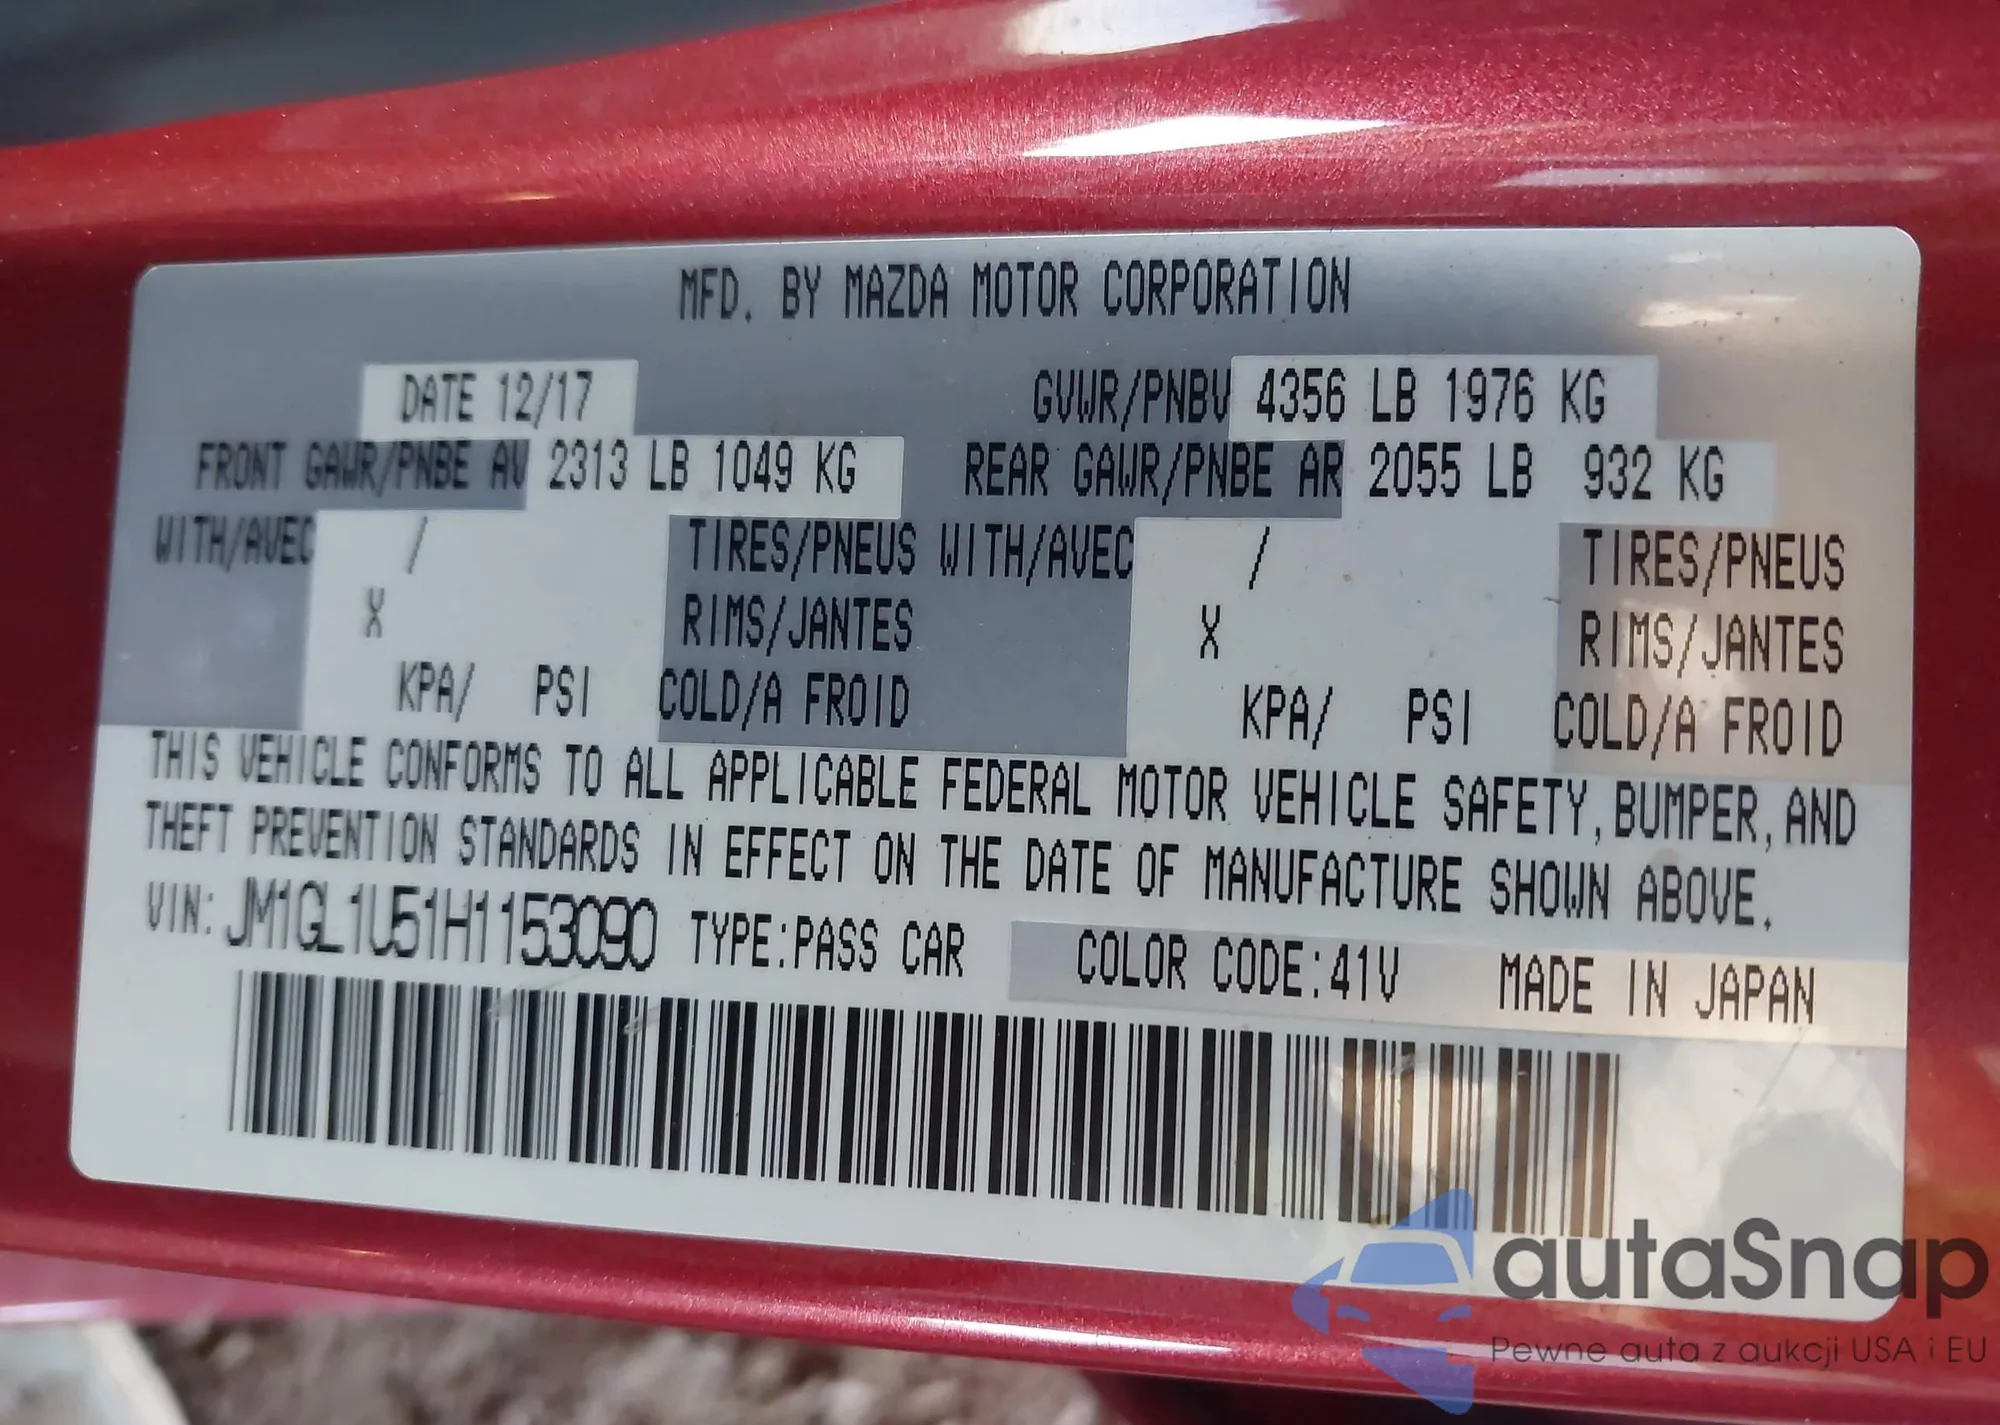 MFD. BY MAZDA MOTOR CORPORATION
DATE 12/17 GVWR/PNBV 4356 LB 1976 KG
FRONT GAWR/PNBE AV 2313 LB 1049 KG REAR GAWR/PNBE AR 2055 LB 932 KG
WITH/AVEC / TIRES/PNEUS WITH/AVEC / TIRES/PNEUS
X RIMS/JANTES X RIMS/JANTES
KPA/ PSI COLD/A FROID KPA/ PSI COLD/A FROID
THIS VEHICLE CONFORMS TO ALL APPLICABLE FEDERAL MOTOR VEHICLE SAFETY, BUMPER, AND
THEFT PREVENTION STANDARDS IN EFFECT ON THE DATE OF MANUFACTURE SHOWN ABOVE.
VIN: JM1GL1U51H1153090 TYPE:PASS CAR COLOR CODE:41V MADE IN JAPAN
autaSnap
Pewne auta z aukcji USA i EU